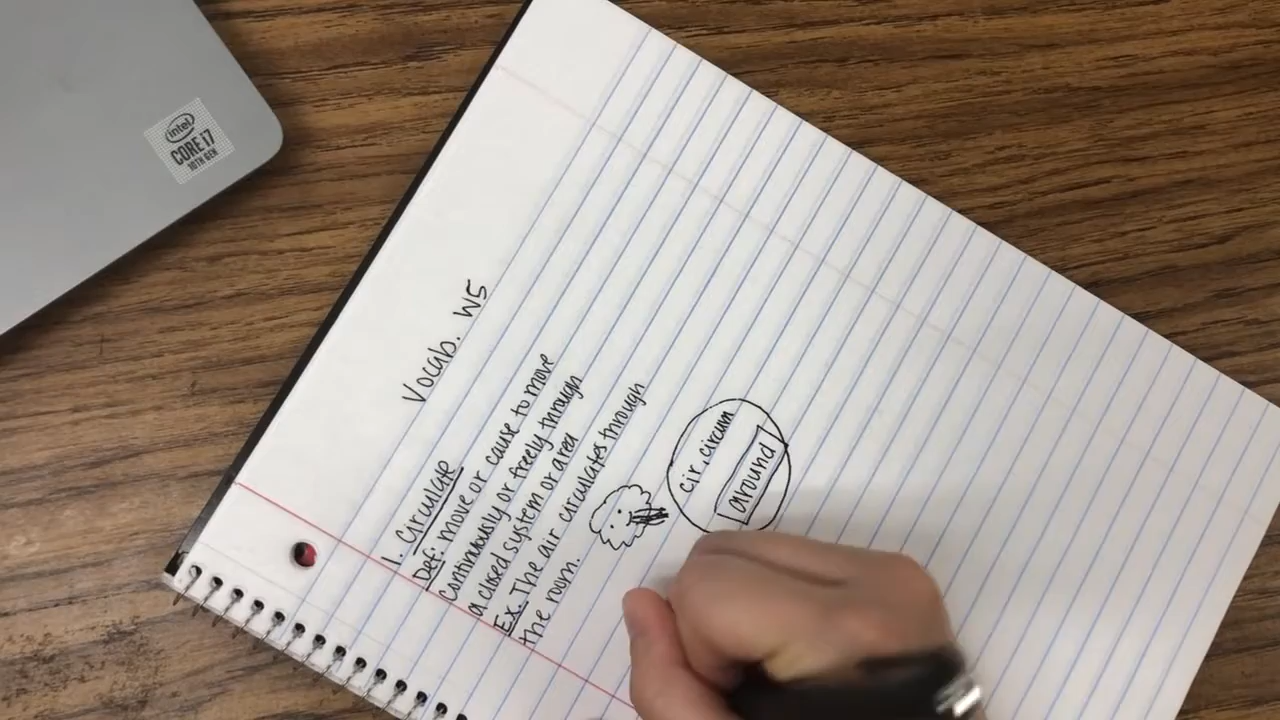 intel
CORE i7
10TH GEN
Vocab. W5
1. Circulate
Def: move or cause to move
continuously or freely through
a closed system or area
Ex: The air circulates through
the room.
cir, circum
around